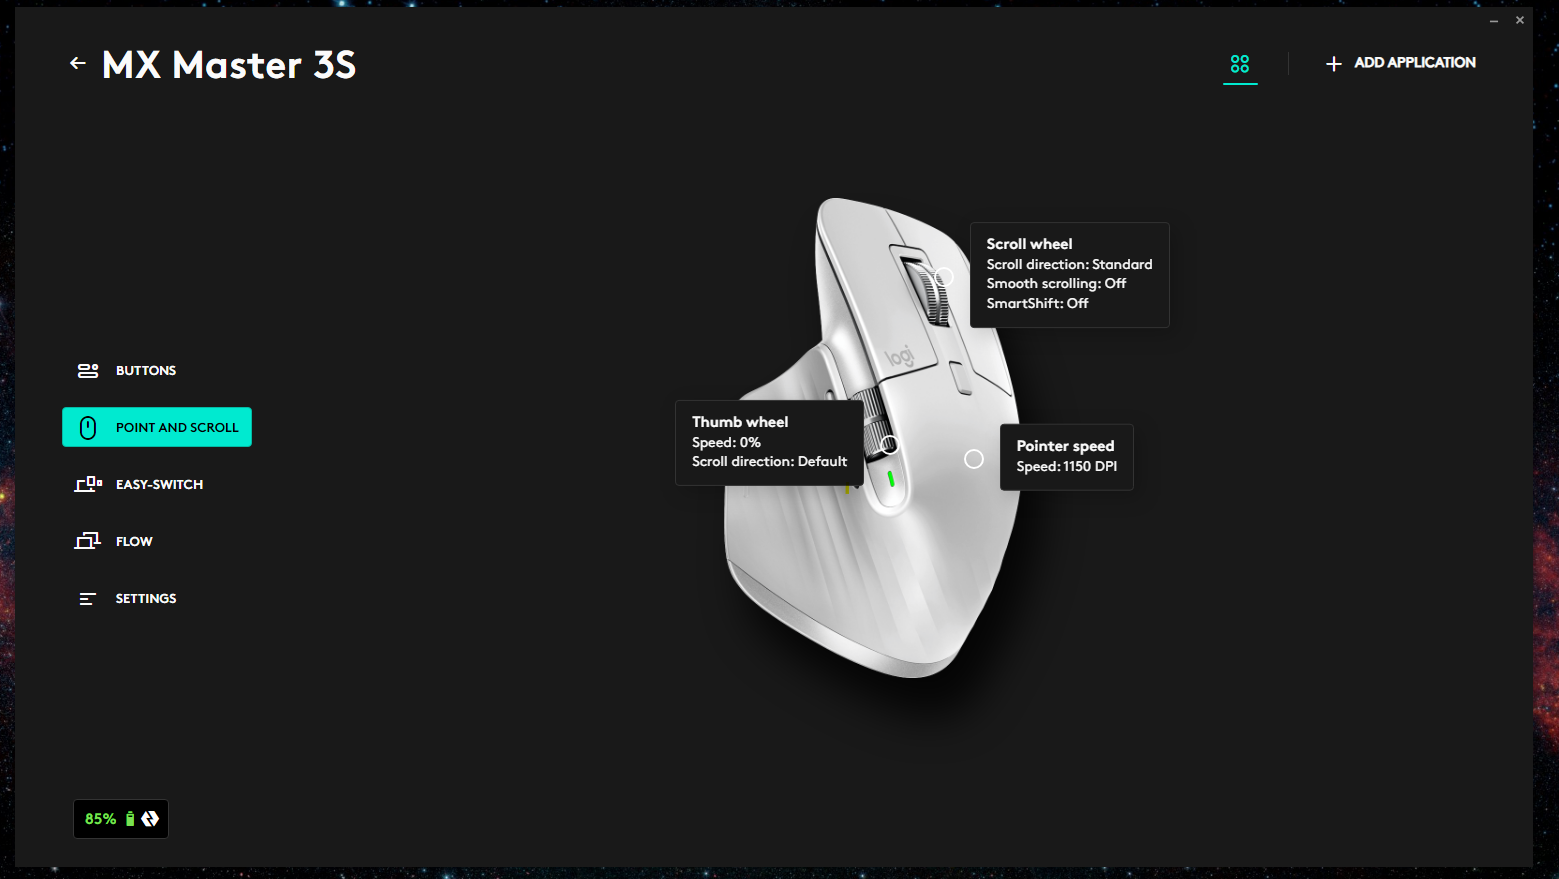 MX Master 3S
ADD APPLICATION
Scroll wheel
Scroll direction: Standard
Smooth scrolling: Off
SmartShift: Off
logi
BUTTONS
POINT AND SCROLL
Thumb wheel
Speed: 0%
Scroll direction: Default
Pointer speed
Speed: 1150 DPI
EASY-SWITCH
FLOW
SETTINGS
85%